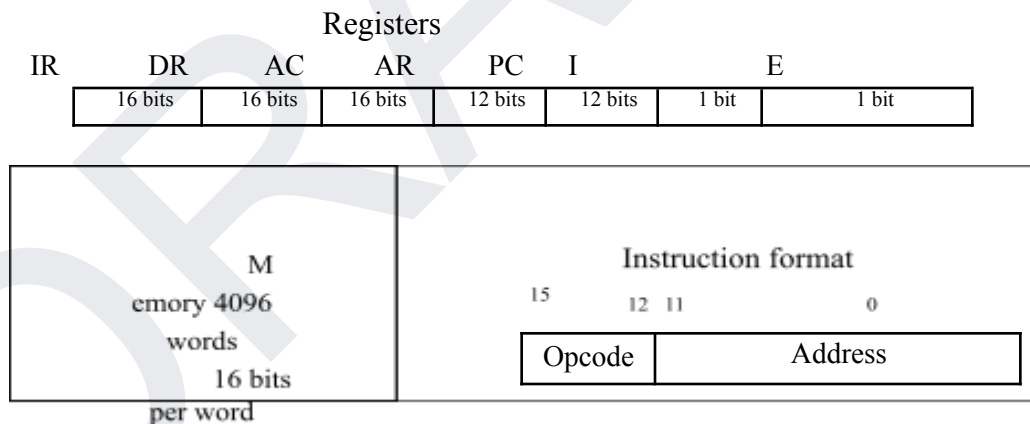 Registers
IR DR AC AR PC I E
16 bits 16 bits 16 bits 12 bits 12 bits 1 bit 1 bit
M
emory 4096
words
16 bits
per word
Instruction format
15 12 11 0
Opcode Address